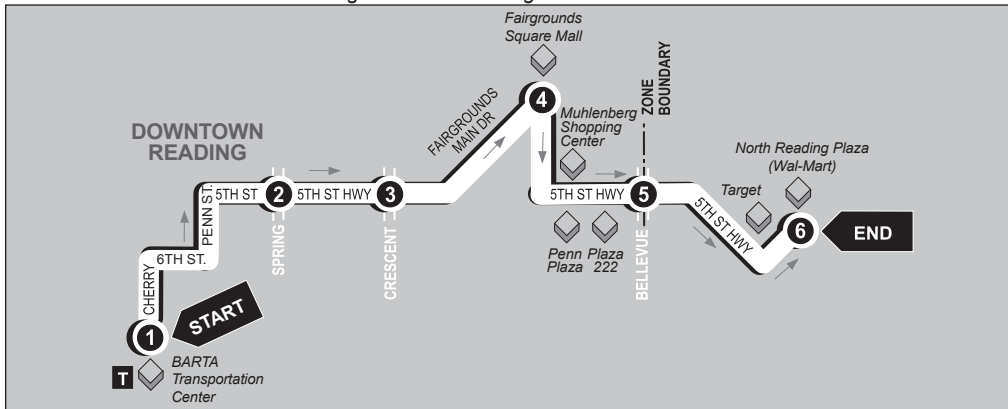 Fairgrounds
Square Mall
4
ZONE
BOUNDARY
FAIRGROUNDS
MAIN DR
Muhlenberg
Shopping
Center
DOWNTOWN
READING
North Reading Plaza
(Wal-Mart)
Target
5TH ST
2
5TH ST HWY
3
5TH ST HWY
5
5TH ST HWY
6
END
PENN ST.
SPRING
CRESCENT
Penn
Plaza
Plaza
222
BELLEVUE
6TH ST.
CHERRY
START
1
T
BARTA
Transportation
Center